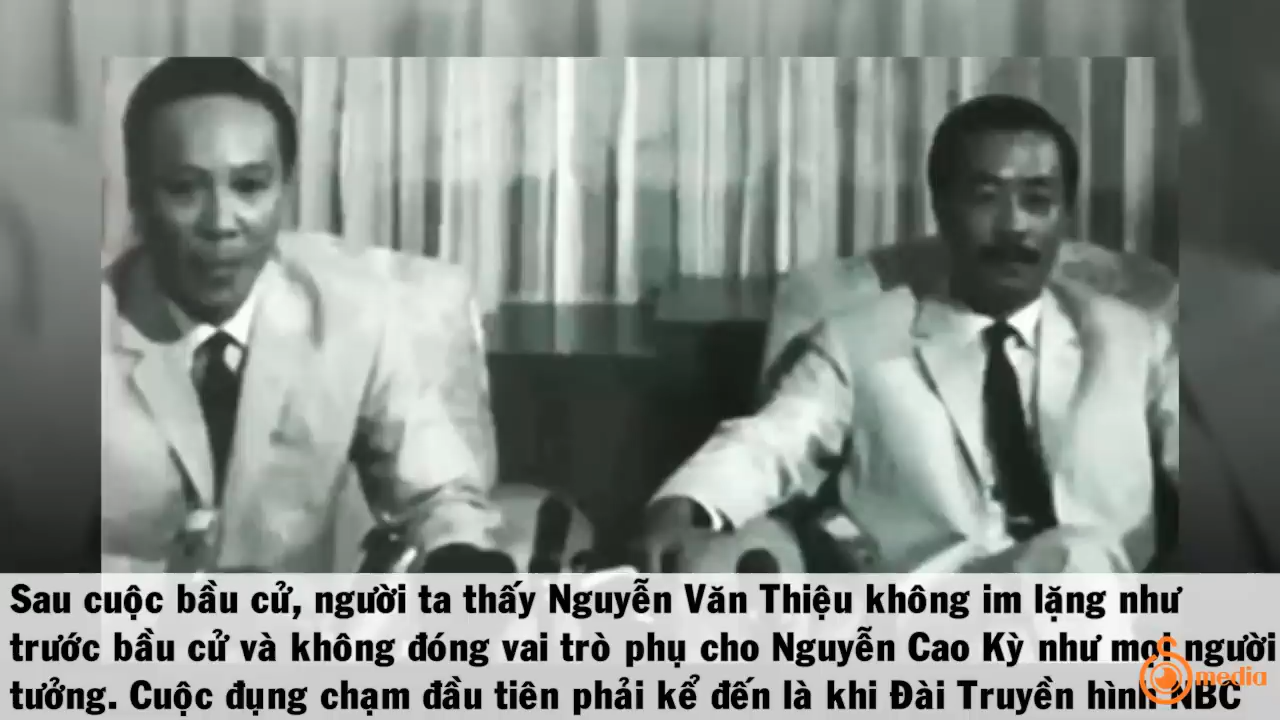 Sau cuộc bầu cử, người ta thấy Nguyễn Văn Thiệu không im lặng như
trước bầu cử và không đóng vai trò phụ cho Nguyễn Cao Kỳ như mọi người
tưởng. Cuộc đụng chạm đầu tiên phải kể đến là khi Đài Truyền hình NBC
media